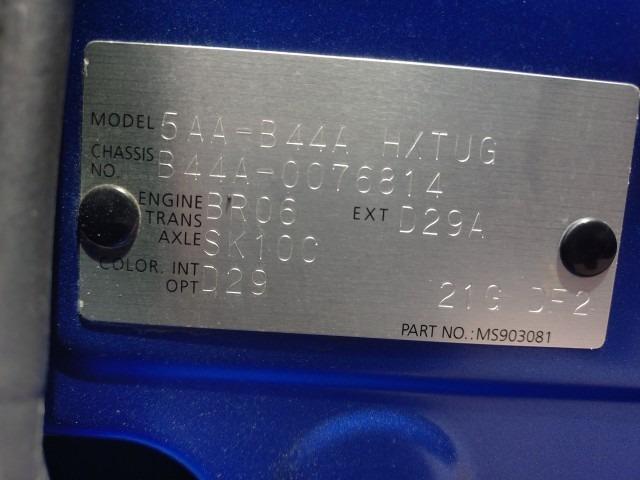 MODEL 5AA-B44A H/TUG
CHASSIS NO. B44A-0076814
ENGINE BR06 EXT D29A
TRANS AXLE SK10C
COLOR. INT D29
OPT 21G DF2
PART NO.: MS903081